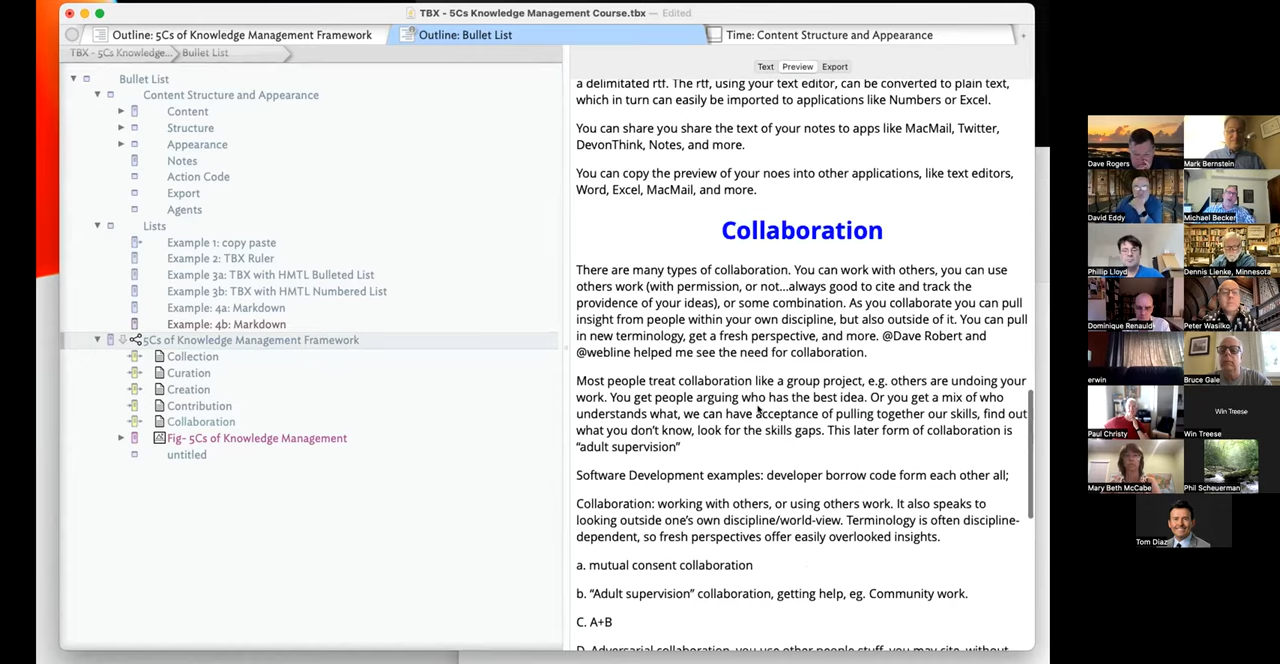 TBX - 5Cs Knowledge Management Course.tbx — Edited
Outline: 5Cs of Knowledge Management Framework
Outline: Bullet List
Time: Content Structure and Appearance
+
TBX - 5Cs Knowledge... Bullet List
Bullet List
Content Structure and Appearance
Content
Structure
Appearance
Notes
Action Code
Export
Agents
Lists
Example 1: copy paste
Example 2: TBX Ruler
Example 3a: TBX with HMTL Bulleted List
Example 3b: TBX with HMTL Numbered List
Example: 4a: Markdown
Example: 4b: Markdown
5Cs of Knowledge Management Framework
Collection
Curation
Creation
Contribution
Collaboration
Fig- 5Cs of Knowledge Management
untitled
Text Preview Export
a delimitated rtf. The rtf, using your text editor, can be converted to plain text,
which in turn can easily be imported to applications like Numbers or Excel.
You can share you share the text of your notes to apps like MacMail, Twitter,
DevonThink, Notes, and more.
You can copy the preview of your noes into other applications, like text editors,
Word, Excel, MacMail, and more.
Collaboration
There are many types of collaboration. You can work with others, you can use
others work (with permission, or not...always good to cite and track the
providence of your ideas), or some combination. As you collaborate you can pull
insight from people within your own discipline, but also outside of it. You can pull
in new terminology, get a fresh perspective, and more. @Dave Robert and
@webline helped me see the need for collaboration.
Most people treat collaboration like a group project, e.g. others are undoing your
work. You get people arguing who has the best idea. Or you get a mix of who
understands what, we can have acceptance of pulling together our skills, find out
what you don't know, look for the skills gaps. This later form of collaboration is
“adult supervision”
Software Development examples: developer borrow code form each other all;
Collaboration: working with others, or using others work. It also speaks to
looking outside one's own discipline/world-view. Terminology is often discipline-
dependent, so fresh perspectives offer easily overlooked insights.
a. mutual consent collaboration
b. “Adult supervision” collaboration, getting help, eg. Community work.
C. A+B
D. Adversarial collaboration, you use other people stuff, you may cite, without
Dave Rogers
Mark Bernstein
David Eddy
Michael Becker
Phillip Lloyd
Dennis Lienke, Minnesota
Dominique Renauld
Peter Wasilko
erwin
Bruce Gale
Paul Christy
Win Treese
Win Treese
Mary Beth McCabe
Phil Scheuerman
Tom Diaz